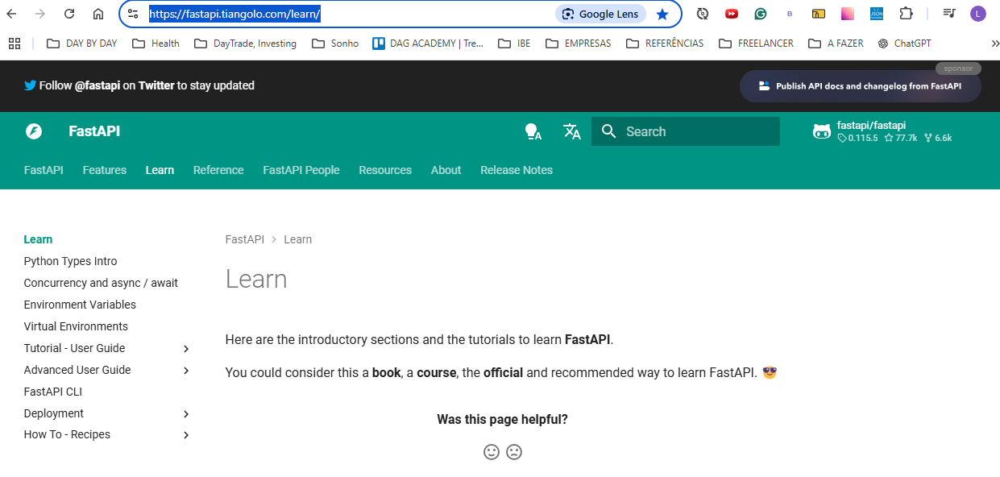 https://fastapi.tiangolo.com/learn/
Google Lens
L
DAY BY DAY
Health
DayTrade, Investing
Sonho
DAG ACADEMY | Tre...
IBE
EMPRESAS
REFERÊNCIAS
FREELANCER
A FAZER
ChatGPT
Follow @fastapi on Twitter to stay updated
sponsor
Publish API docs and changelog from FastAPI
FastAPI
Search
fastapi/fastapi
0.115.5 77.7k 6.6k
FastAPI Features Learn Reference FastAPI People Resources About Release Notes
Learn
Python Types Intro
Concurrency and async / await
Environment Variables
Virtual Environments
Tutorial - User Guide
Advanced User Guide
FastAPI CLI
Deployment
How To - Recipes
FastAPI > Learn
Learn
Here are the introductory sections and the tutorials to learn FastAPI.
You could consider this a book, a course, the official and recommended way to learn FastAPI. 😎
Was this page helpful?